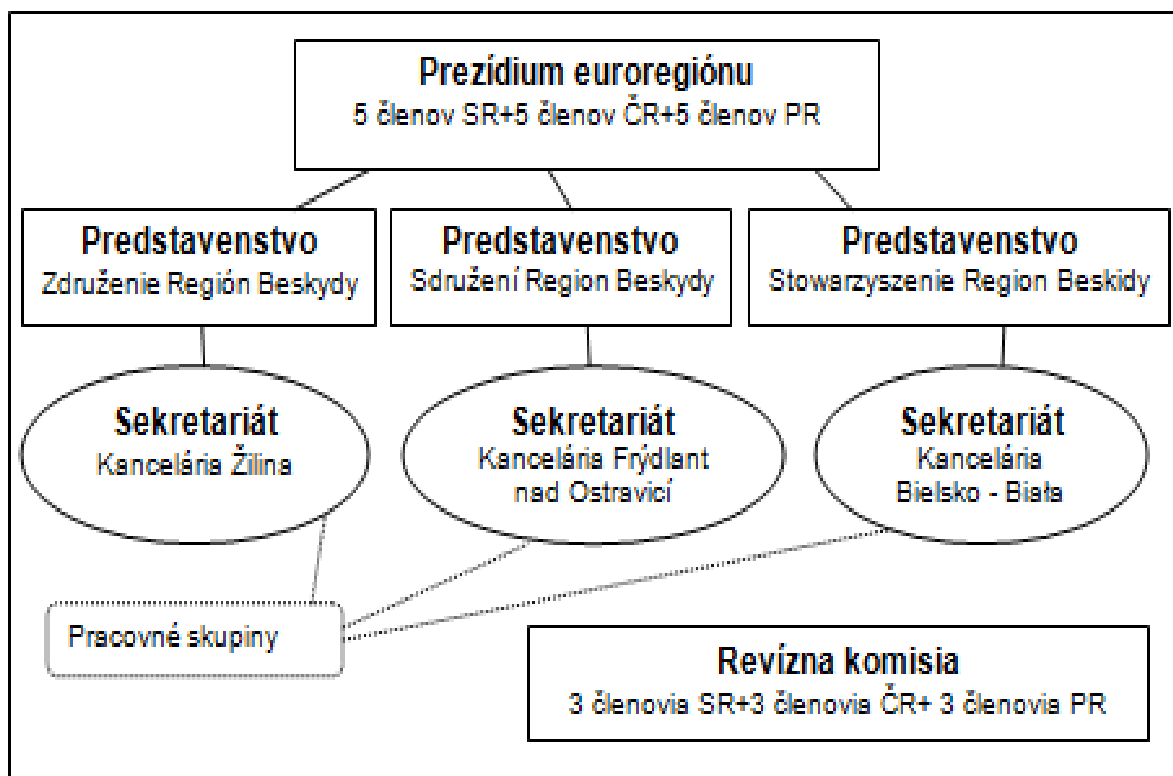 Prezídium euroregiónu
5 členov SR+5 členov ČR+5 členov PR
Predstavenstvo
Združenie Región Beskydy
Predstavenstvo
Sdružení Region Beskydy
Predstavenstvo
Stowarzyszenie Region Beskidy
Sekretariát
Kancelária Žilina
Sekretariát
Kancelária Frýdlant
nad Ostravicí
Sekretariát
Kancelária
Bielsko - Biała
Pracovné skupiny
Revízna komisia
3 členovia SR+3 členovia ČR+ 3 členovia PR